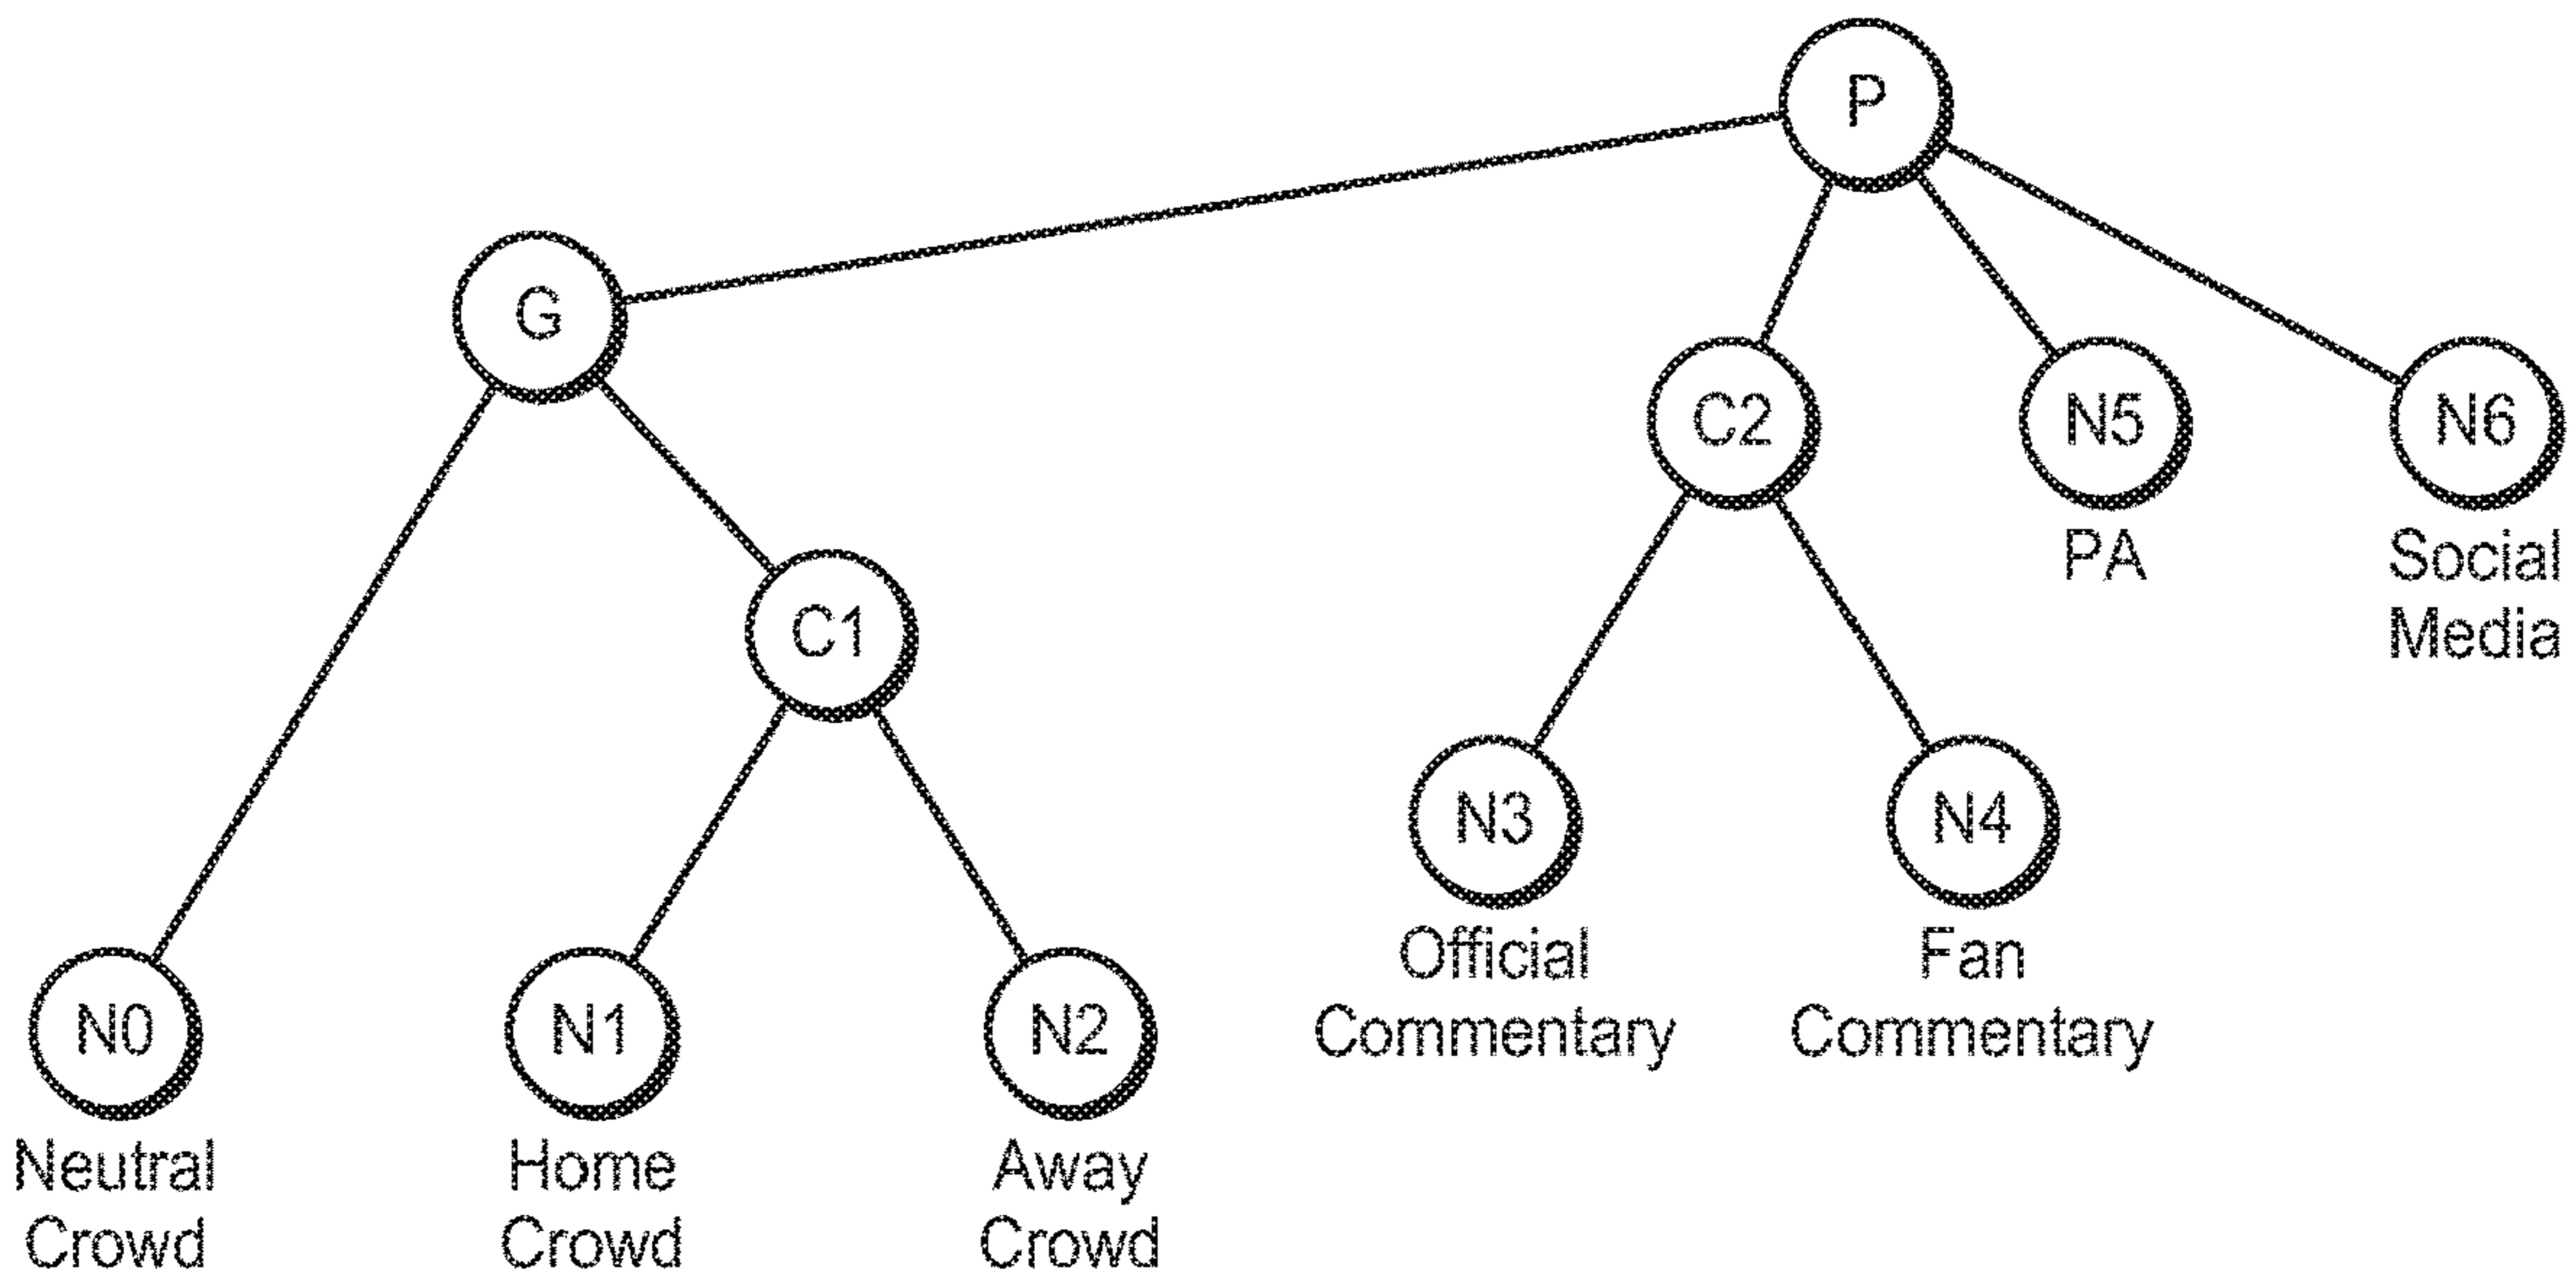 P
G
C2
N5
N6
PA
Social
Media
C1
N3
N4
Official
Commentary
Fan
Commentary
N0
N1
N2
Neutral
Crowd
Home
Crowd
Away
Crowd